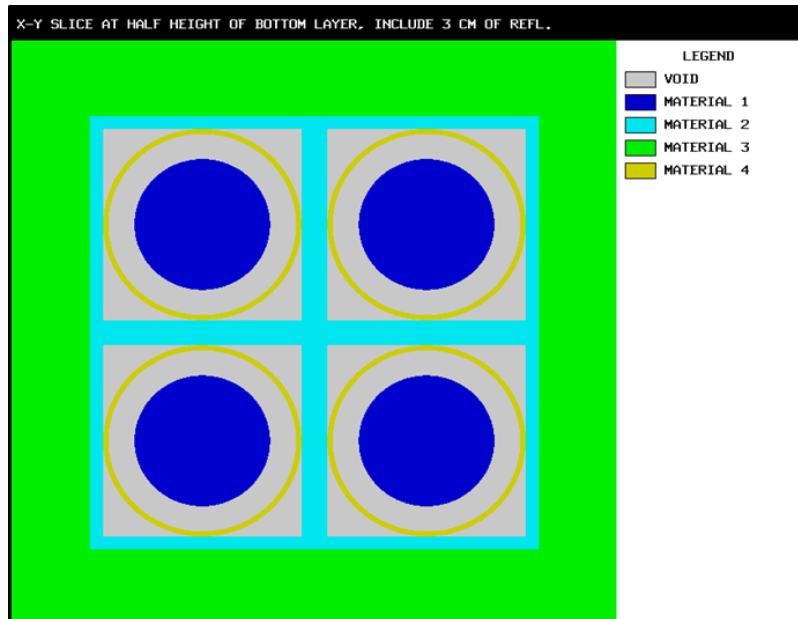 X-Y SLICE AT HALF HEIGHT OF BOTTOM LAYER, INCLUDE 3 CM OF REFL.
LEGEND
VOID
MATERIAL 1
MATERIAL 2
MATERIAL 3
MATERIAL 4